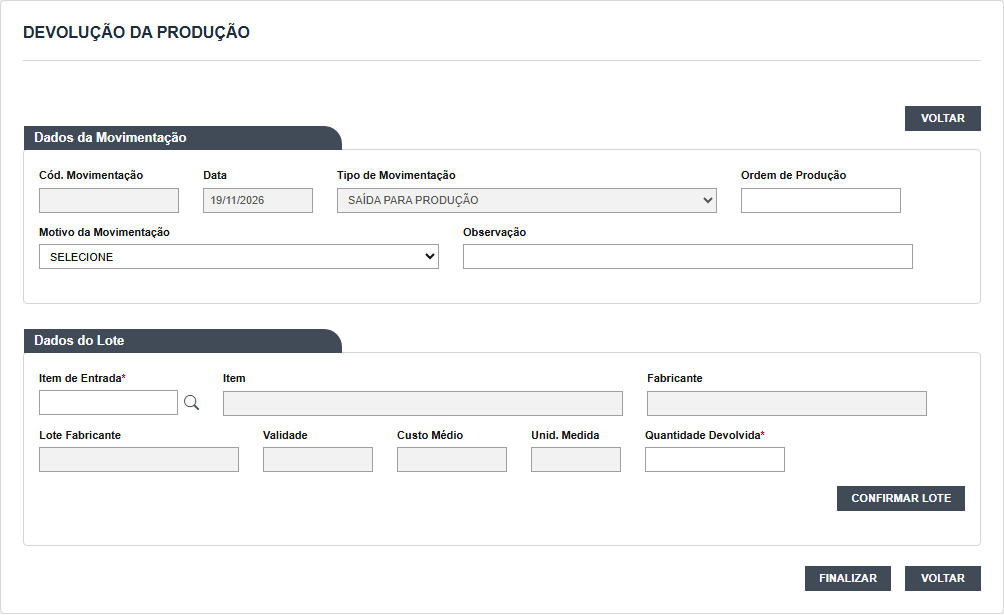 DEVOLUÇÃO DA PRODUÇÃO
VOLTAR
Dados da Movimentação
Cód. Movimentação Data Tipo de Movimentação Ordem de Produção
19/11/2026 SAÍDA PARA PRODUÇÃO
Motivo da Movimentação Observação
SELECIONE
Dados do Lote
Item de Entrada* Item Fabricante
Lote Fabricante Validade Custo Médio Unid. Medida Quantidade Devolvida*
CONFIRMAR LOTE
FINALIZAR VOLTAR